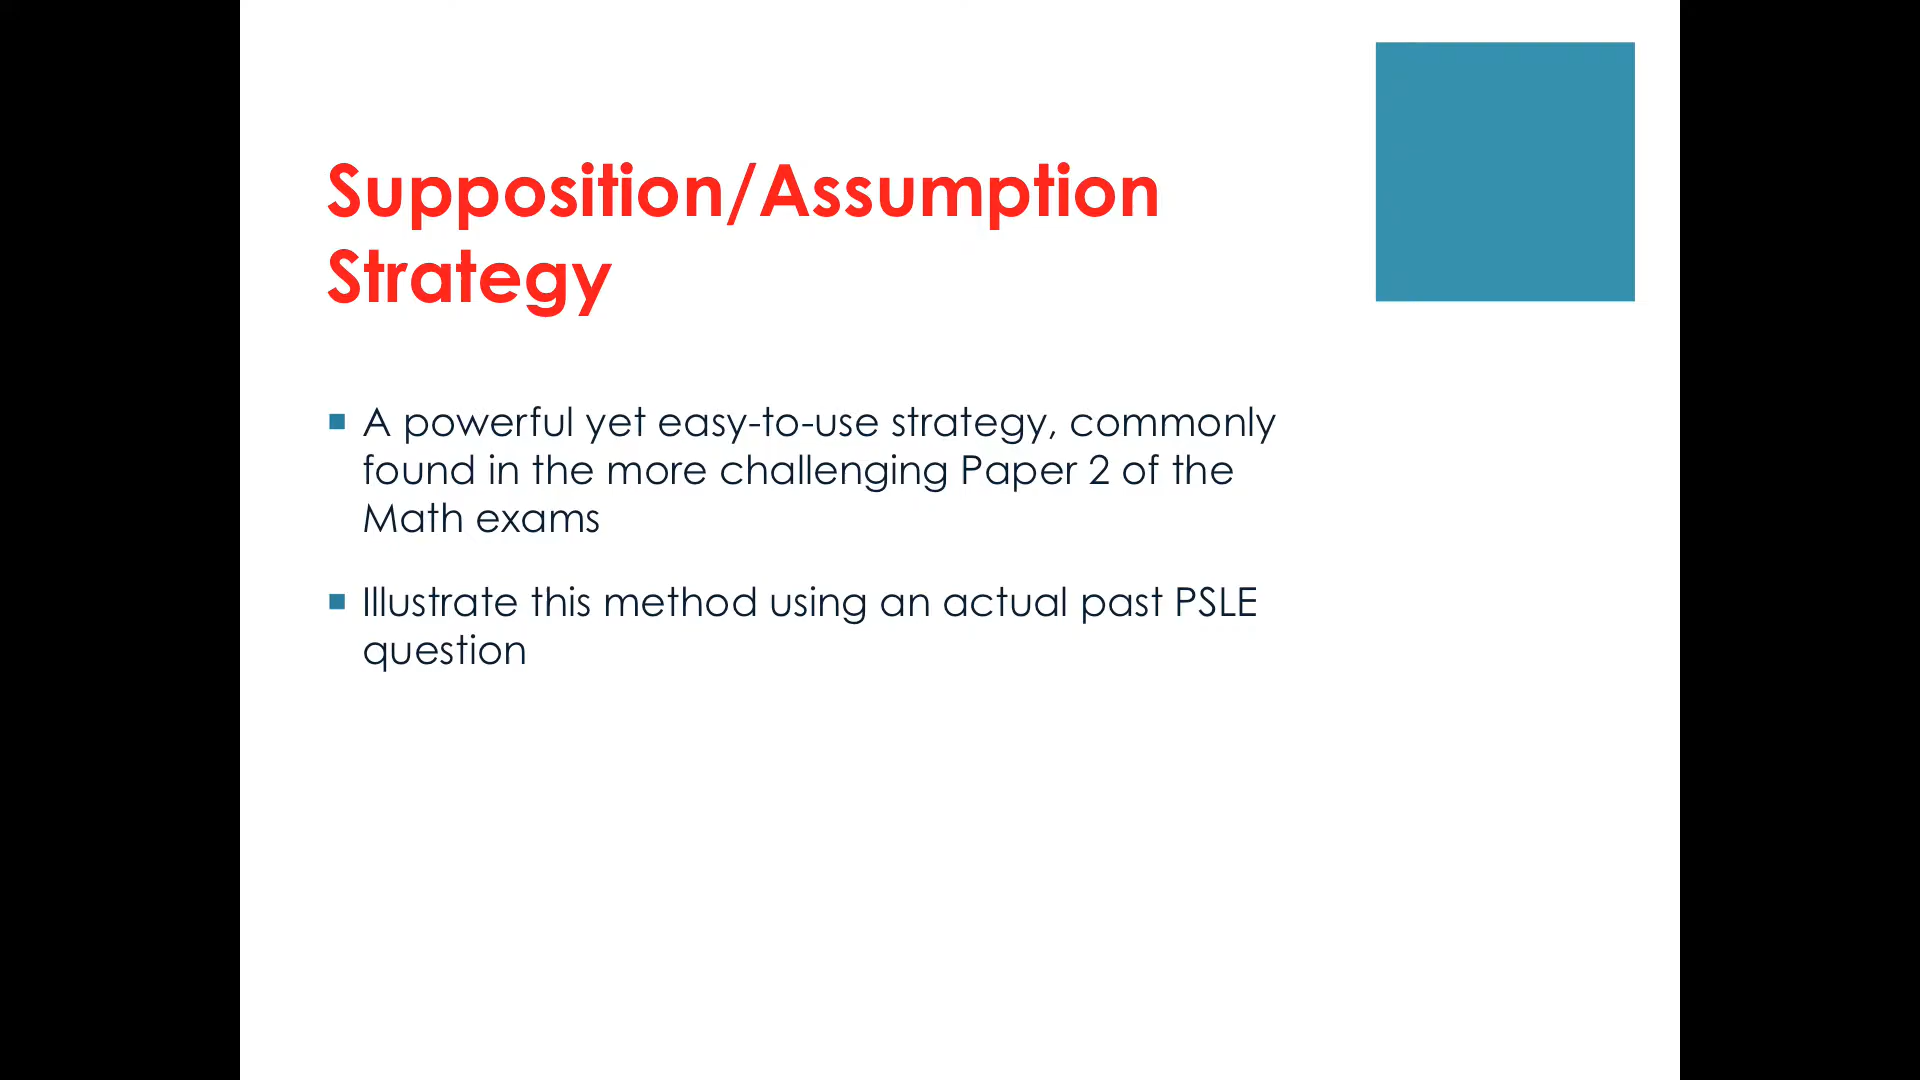 Supposition/Assumption
Strategy
A powerful yet easy-to-use strategy, commonly
found in the more challenging Paper 2 of the
Math exams
Illustrate this method using an actual past PSLE
question